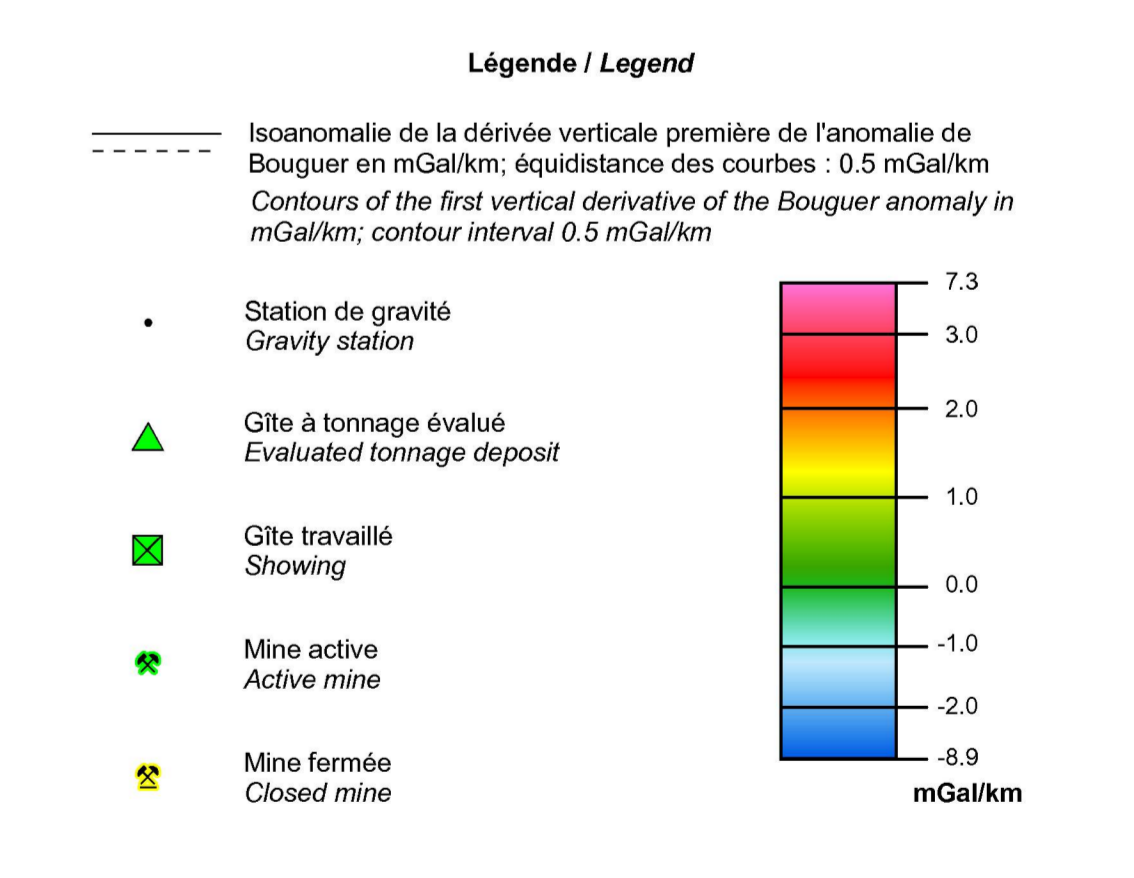 Légende / Legend
Isoanomalie de la dérivée verticale première de l'anomalie de
Bouguer en mGal/km; équidistance des courbes : 0.5 mGal/km
Contours of the first vertical derivative of the Bouguer anomaly in
mGal/km; contour interval 0.5 mGal/km
Station de gravité
Gravity station
Gîte à tonnage évalué
Evaluated tonnage deposit
Gîte travaillé
Showing
Mine active
Active mine
Mine fermée
Closed mine
7.3
3.0
2.0
1.0
0.0
-1.0
-2.0
-8.9
mGal/km